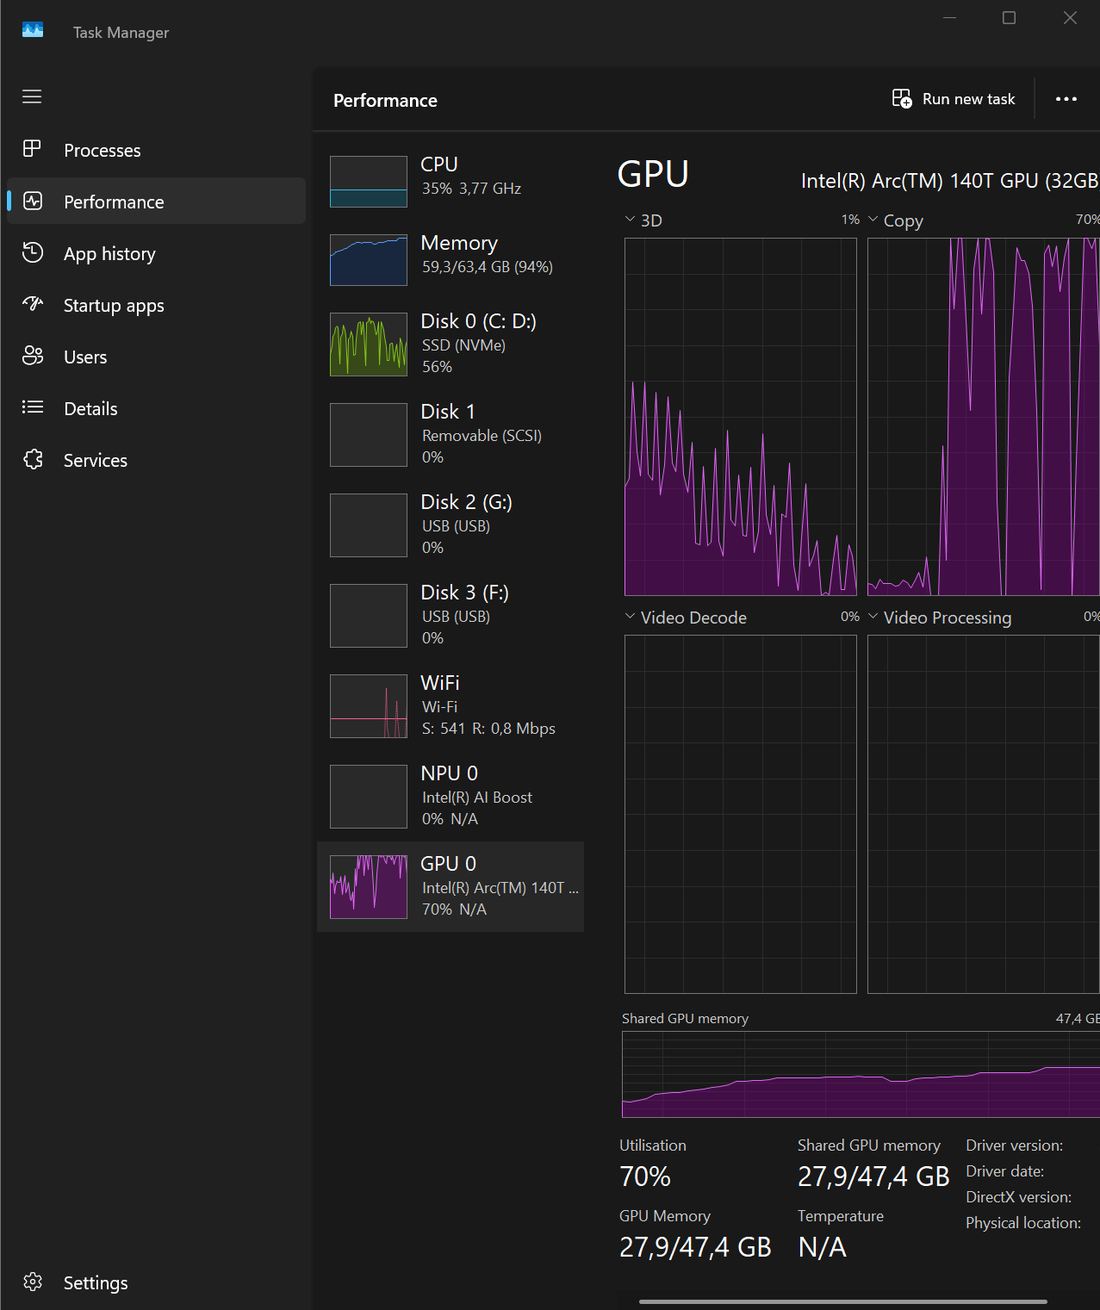 Task Manager
Performance
Run new task
Processes
Performance
App history
Startup apps
Users
Details
Services
Settings
CPU
35% 3,77 GHz
Memory
59,3/63,4 GB (94%)
Disk 0 (C: D:)
SSD (NVMe)
56%
Disk 1
Removable (SCSI)
0%
Disk 2 (G:)
USB (USB)
0%
Disk 3 (F:)
USB (USB)
0%
WiFi
Wi-Fi
S: 541 R: 0,8 Mbps
NPU 0
Intel(R) AI Boost
0% N/A
GPU 0
Intel(R) Arc(TM) 140T ...
70% N/A
GPU
Intel(R) Arc(TM) 140T GPU (32GB
3D 1%
Copy 70%
Video Decode 0%
Video Processing 0%
Shared GPU memory 47,4 GB
Utilisation
70%
Shared GPU memory
27,9/47,4 GB
GPU Memory
27,9/47,4 GB
Temperature
N/A
Driver version:
Driver date:
DirectX version:
Physical location: